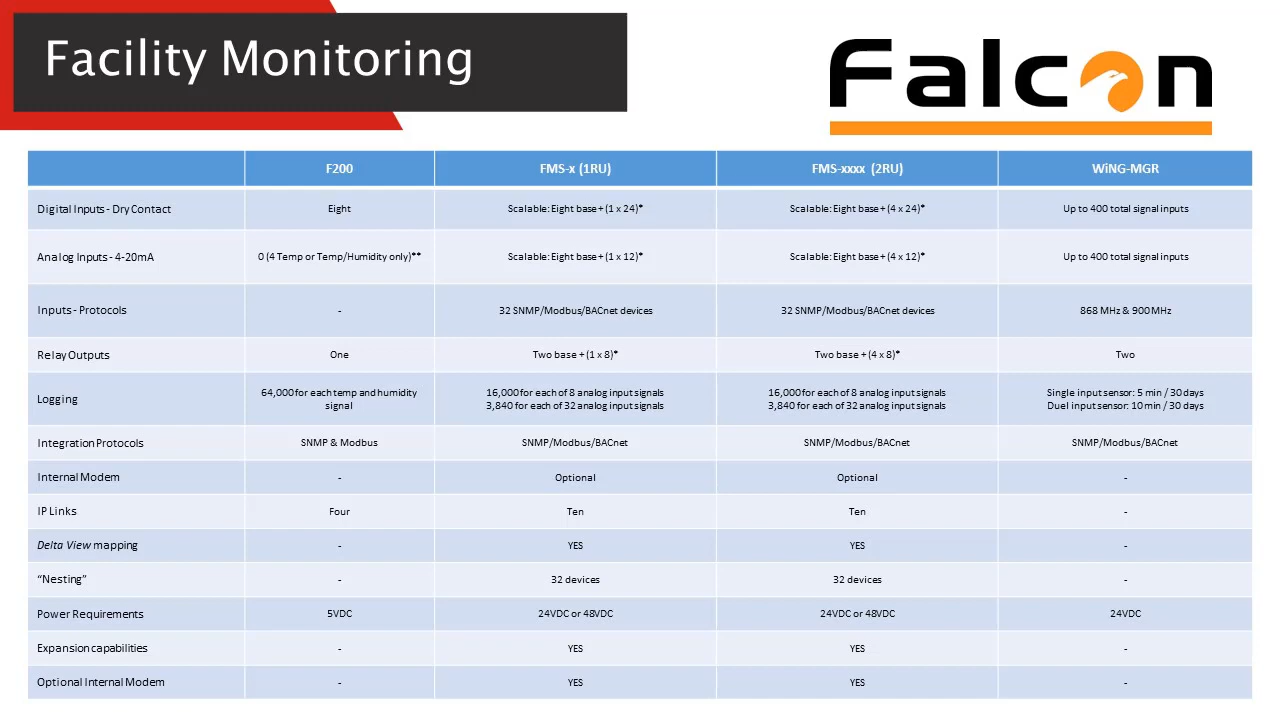 Facility Monitoring
Falcon
F200 FMS-x (1RU) FMS-xxxx (2RU) WiNG-MGR
Digital Inputs - Dry Contact Eight Scalable: Eight base + (1 x 24)* Scalable: Eight base + (4 x 24)* Up to 400 total signal inputs
Analog Inputs - 4-20mA 0 (4 Temp or Temp/Humidity only)** Scalable: Eight base + (1 x 12)* Scalable: Eight base + (4 x 12)* Up to 400 total signal inputs
Inputs - Protocols - 32 SNMP/Modbus/BACnet devices 32 SNMP/Modbus/BACnet devices 868 MHz & 900 MHz
Relay Outputs One Two base + (1 x 8)* Two base + (4 x 8)* Two
Logging 64,000 for each temp and humidity signal 16,000 for each of 8 analog input signals 3,840 for each of 32 analog input signals 16,000 for each of 8 analog input signals 3,840 for each of 32 analog input signals Single input sensor: 5 min / 30 days Duel input sensor: 10 min / 30 days
Integration Protocols SNMP & Modbus SNMP/Modbus/BACnet SNMP/Modbus/BACnet SNMP/Modbus/BACnet
Internal Modem - Optional Optional -
IP Links Four Ten Ten -
Delta View mapping - YES YES -
“Nesting” - 32 devices 32 devices -
Power Requirements 5VDC 24VDC or 48VDC 24VDC or 48VDC 24VDC
Expansion capabilities - YES YES -
Optional Internal Modem - YES YES -